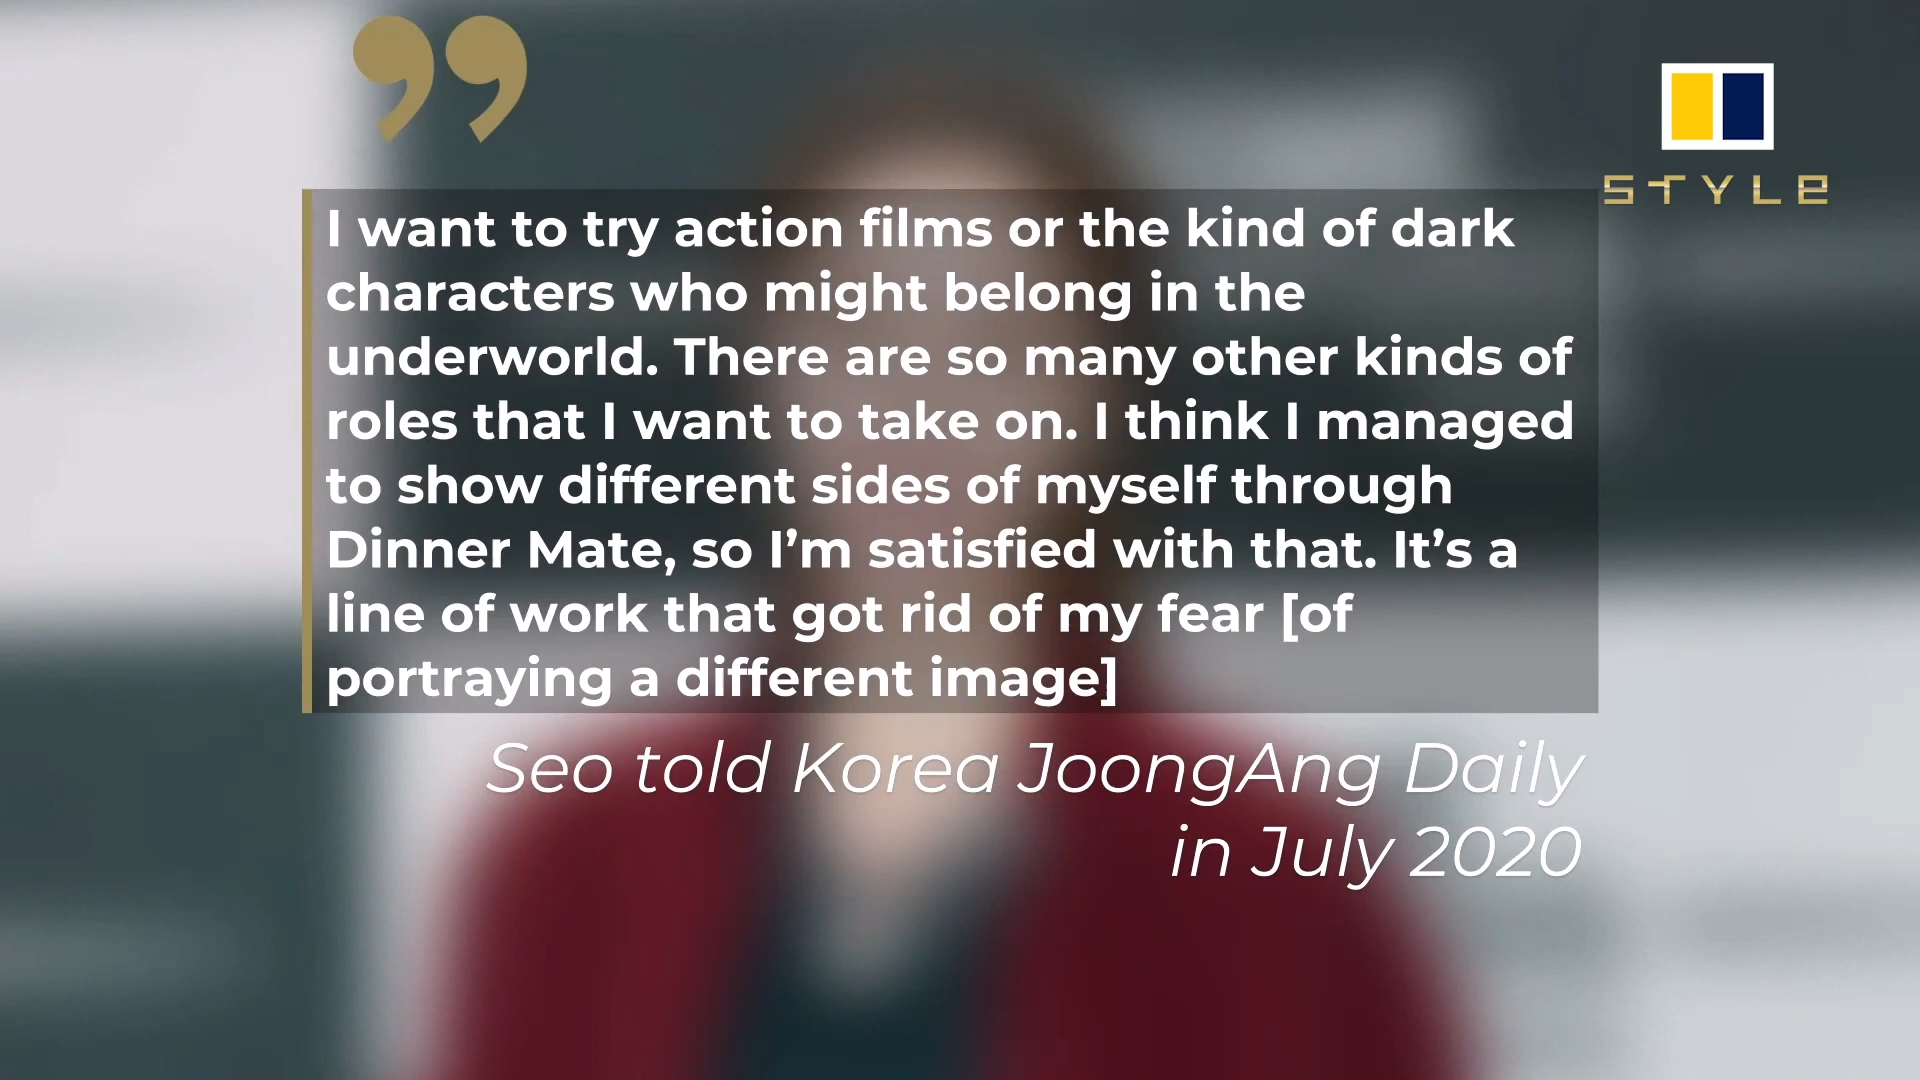 STYLE
I want to try action films or the kind of dark
characters who might belong in the
underworld. There are so many other kinds of
roles that I want to take on. I think I managed
to show different sides of myself through
Dinner Mate, so I’m satisfied with that. It’s a
line of work that got rid of my fear [of
portraying a different image]
Seo told Korea JoongAng Daily
in July 2020